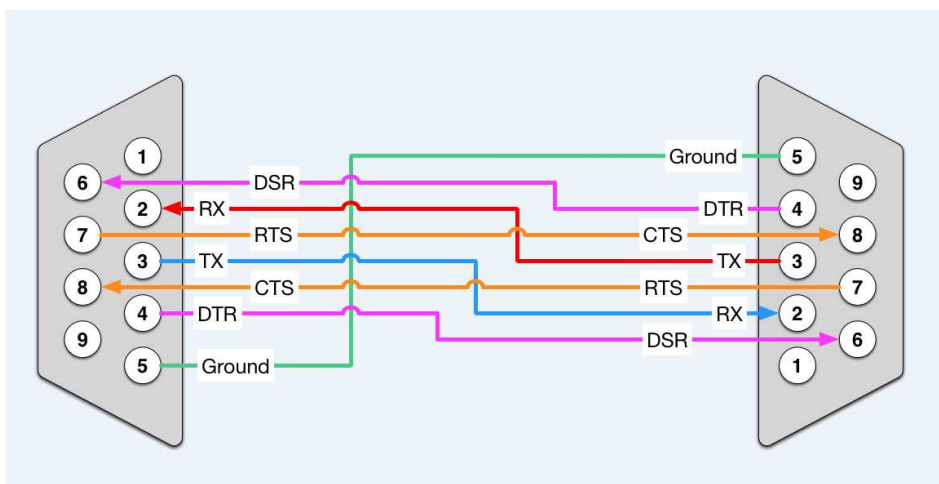 1 Ground 5
6 DSR 9
2 RX DTR 4
7 RTS CTS 8
3 TX TX 3
8 CTS RTS 7
4 DTR RX 2
9 DSR 6
5 Ground 1